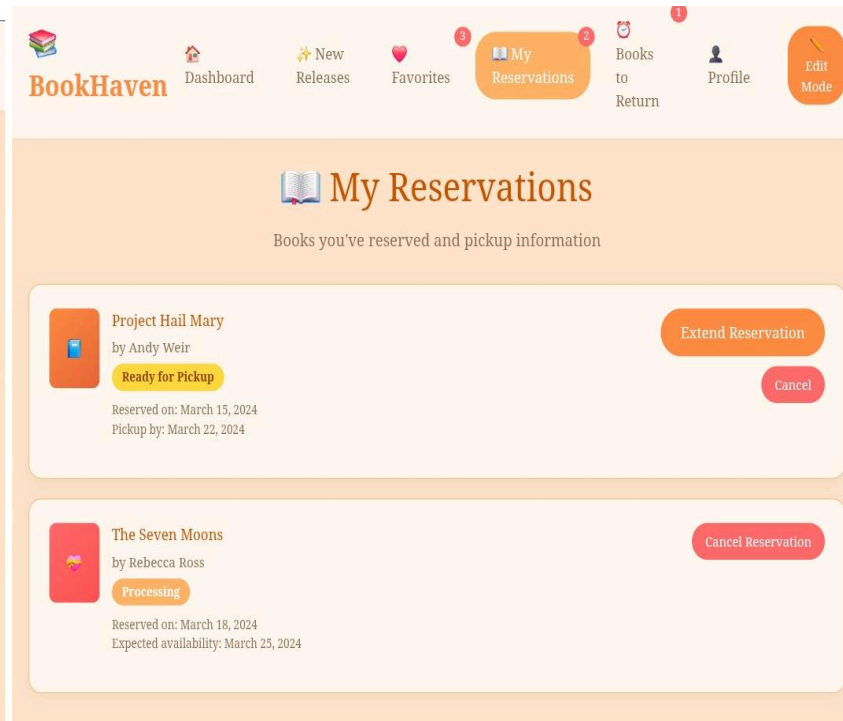 BookHaven
Dashboard
New
Releases
Favorites
3
My
Reservations
2
Books
to
Return
1
Profile
Edit
Mode
My Reservations
Books you've reserved and pickup information
Project Hail Mary
by Andy Weir
Ready for Pickup
Reserved on: March 15, 2024
Pickup by: March 22, 2024
Extend Reservation
Cancel
The Seven Moons
by Rebecca Ross
Processing
Reserved on: March 18, 2024
Expected availability: March 25, 2024
Cancel Reservation